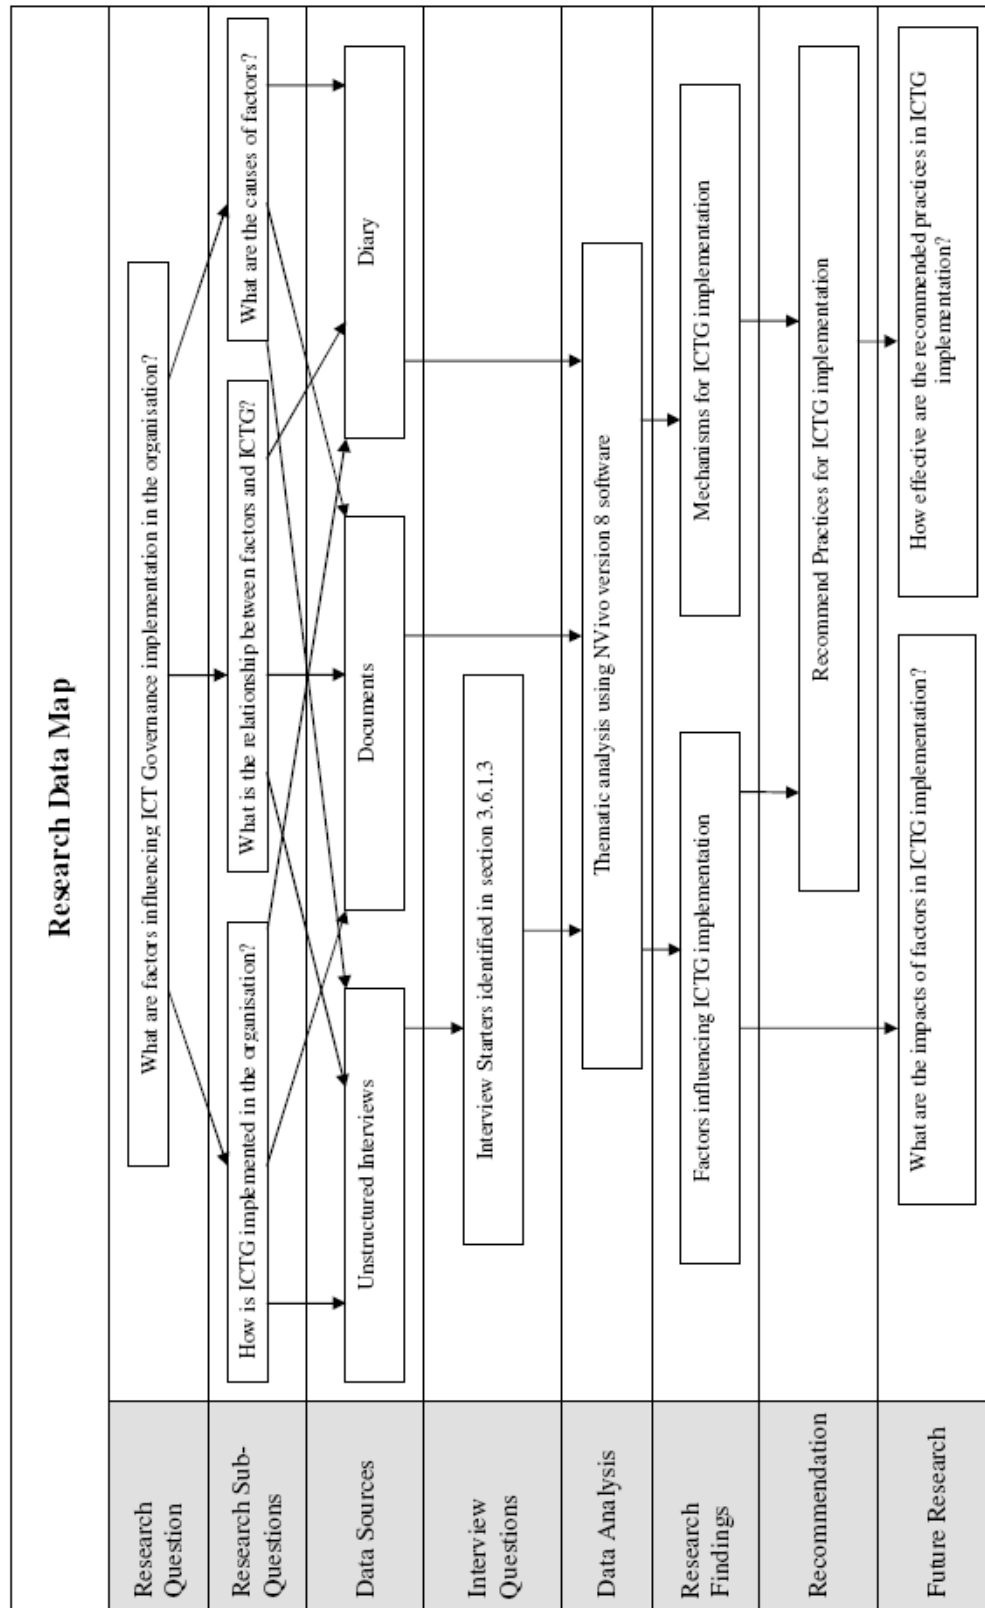 Research Data Map
Research
Question
What are factors influencing ICT Governance implementation in the organisation?
Research Sub-
Questions
How is ICTG implemented in the organisation?
What is the relationship between factors and ICTG?
What are the causes of factors?
Data Sources
Unstructured Interviews
Documents
Diary
Interview
Questions
Interview Starters identified in section 3.6.1.3
Data Analysis
Thematic analysis using NVivo version 8 software
Research
Findings
Factors influencing ICTG implementation
Mechanisms for ICTG implementation
Recommendation
Recommend Practices for ICTG implementation
Future Research
What are the impacts of factors in ICTG implementation?
How effective are the recommended practices in ICTG
implementation?